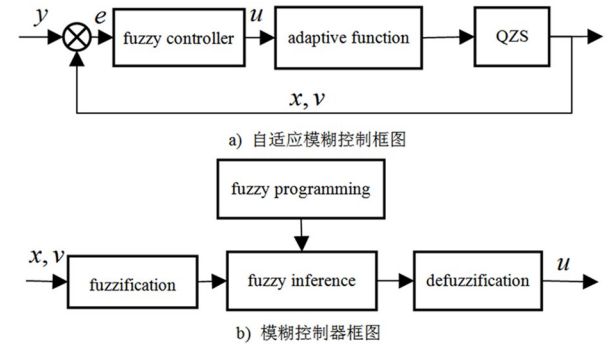 y
e
fuzzy controller
u
adaptive function
QZS
x, v
a) 自适应模糊控制框图
fuzzy programming
x, v
fuzzification
fuzzy inference
defuzzification
u
b) 模糊控制器框图